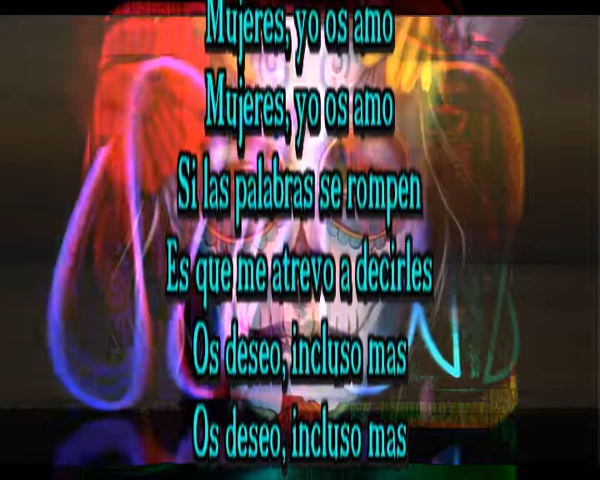 Mujeres, yo os amo
Mujeres, yo os amo
Si las palabras se rompen
Es que me atrevo a decirles
Os deseo, incluso mas
Os deseo, incluso mas